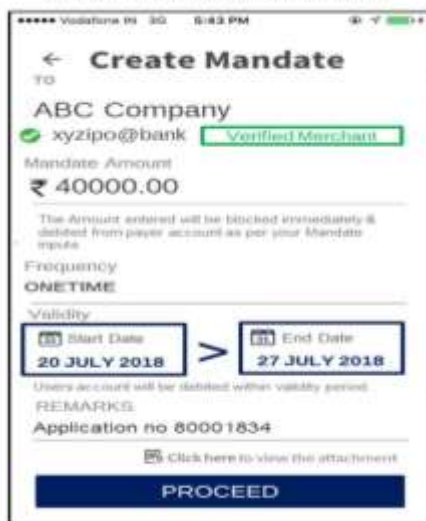 Vodafone IN 3G 5:43 PM
← Create Mandate
TO
ABC Company
xyzipo@bank Verified Merchant
Mandate Amount
₹ 40000.00
The Amount entered will be blocked immediately &
debited from payer account as per your Mandate
inputs
Frequency
ONETIME
Validity
Start Date > End Date
20 JULY 2018 27 JULY 2018
Users account will be debited within validity period
REMARKS
Application no 80001834
Click here to view the attachment
PROCEED